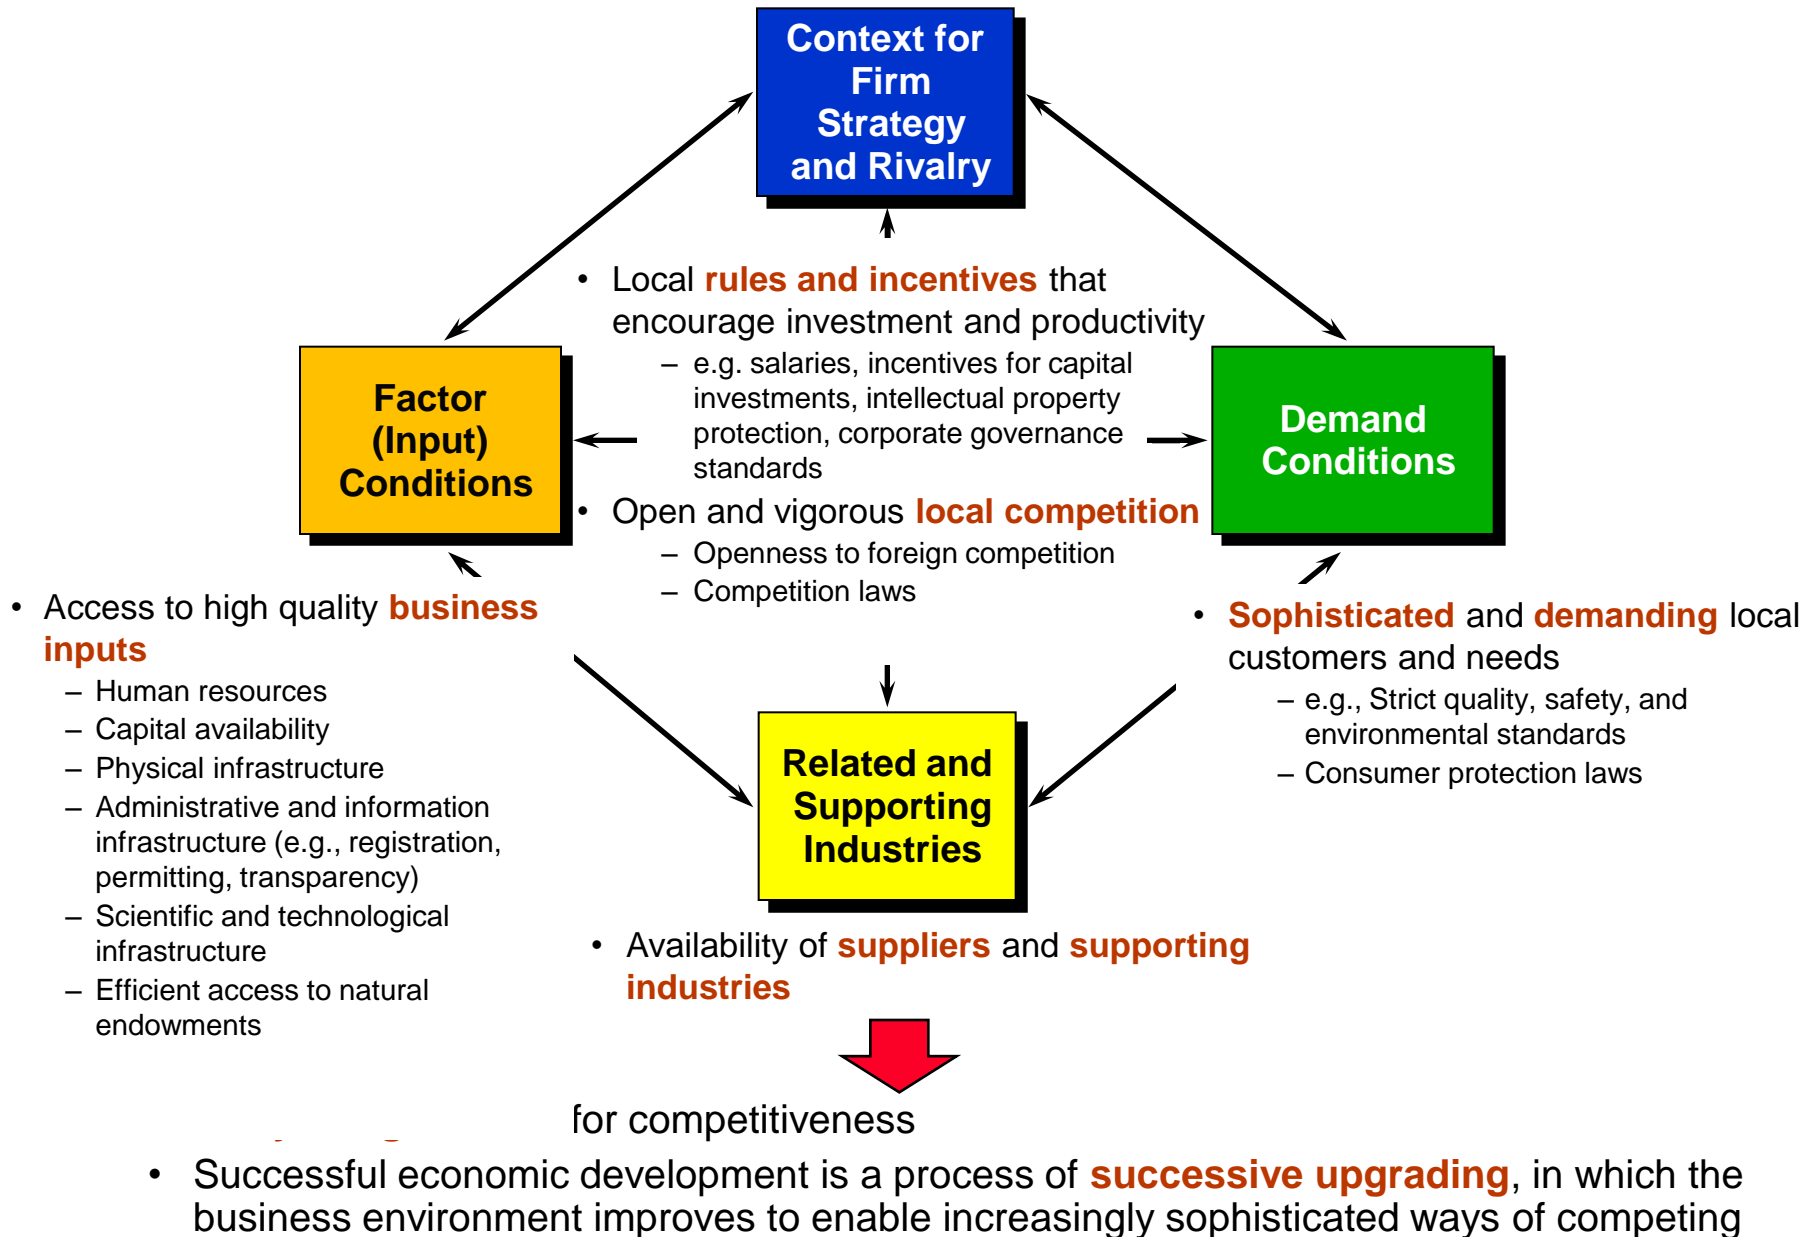 Context for
Firm
Strategy
and Rivalry
• Local rules and incentives that
encourage investment and productivity
– e.g. salaries, incentives for capital
investments, intellectual property
protection, corporate governance
standards
• Open and vigorous local competition
– Openness to foreign competition
– Competition laws
Factor
(Input)
Conditions
Demand
Conditions
• Access to high quality business
inputs
– Human resources
– Capital availability
– Physical infrastructure
– Administrative and information
infrastructure (e.g., registration,
permitting, transparency)
– Scientific and technological
infrastructure
– Efficient access to natural
endowments
• Sophisticated and demanding local
customers and needs
– e.g., Strict quality, safety, and
environmental standards
– Consumer protection laws
Related and
Supporting
Industries
• Availability of suppliers and supporting
industries
for competitiveness
• Successful economic development is a process of successive upgrading, in which the
business environment improves to enable increasingly sophisticated ways of competing